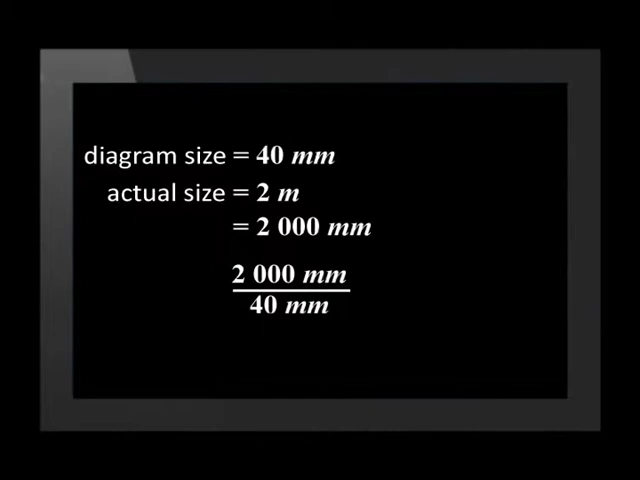 diagram size = 40 mm
actual size = 2 m
= 2 000 mm
2 000 mm
40 mm